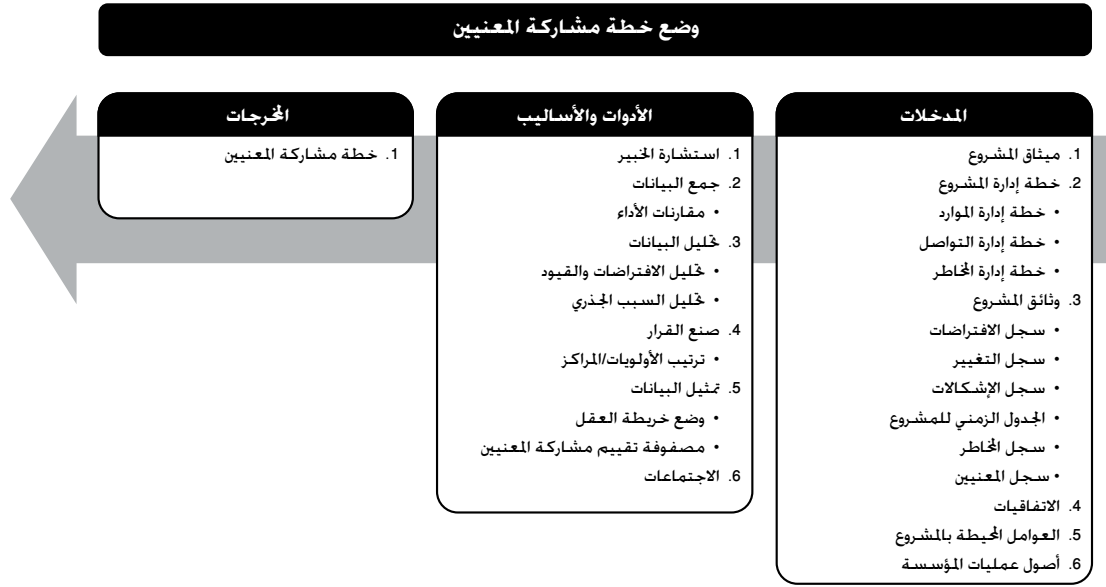 وضع خطة مشاركة المعنيين
المدخلات
1. ميثاق المشروع
2. خطة إدارة المشروع
• خطة إدارة الموارد
• خطة إدارة التواصل
• خطة إدارة المخاطر
3. وثائق المشروع
• سجل الافتراضات
• سجل التغيير
• سجل الإشكالات
• الجدول الزمني للمشروع
• سجل المخاطر
• سجل المعنيين
4. الاتفاقيات
5. العوامل المحيطة بالمشروع
6. أصول عمليات المؤسسة
الأدوات والأساليب
1. استشارة الخبير
2. جمع البيانات
• مقارنات الأداء
3. تحليل البيانات
• تحليل الافتراضات والقيود
• تحليل السبب الجذري
4. صنع القرار
• ترتيب الأولويات/المراكز
5. تمثيل البيانات
• وضع خريطة العقل
• مصفوفة تقييم مشاركة المعنيين
6. الاجتماعات
المخرجات
1. خطة مشاركة المعنيين